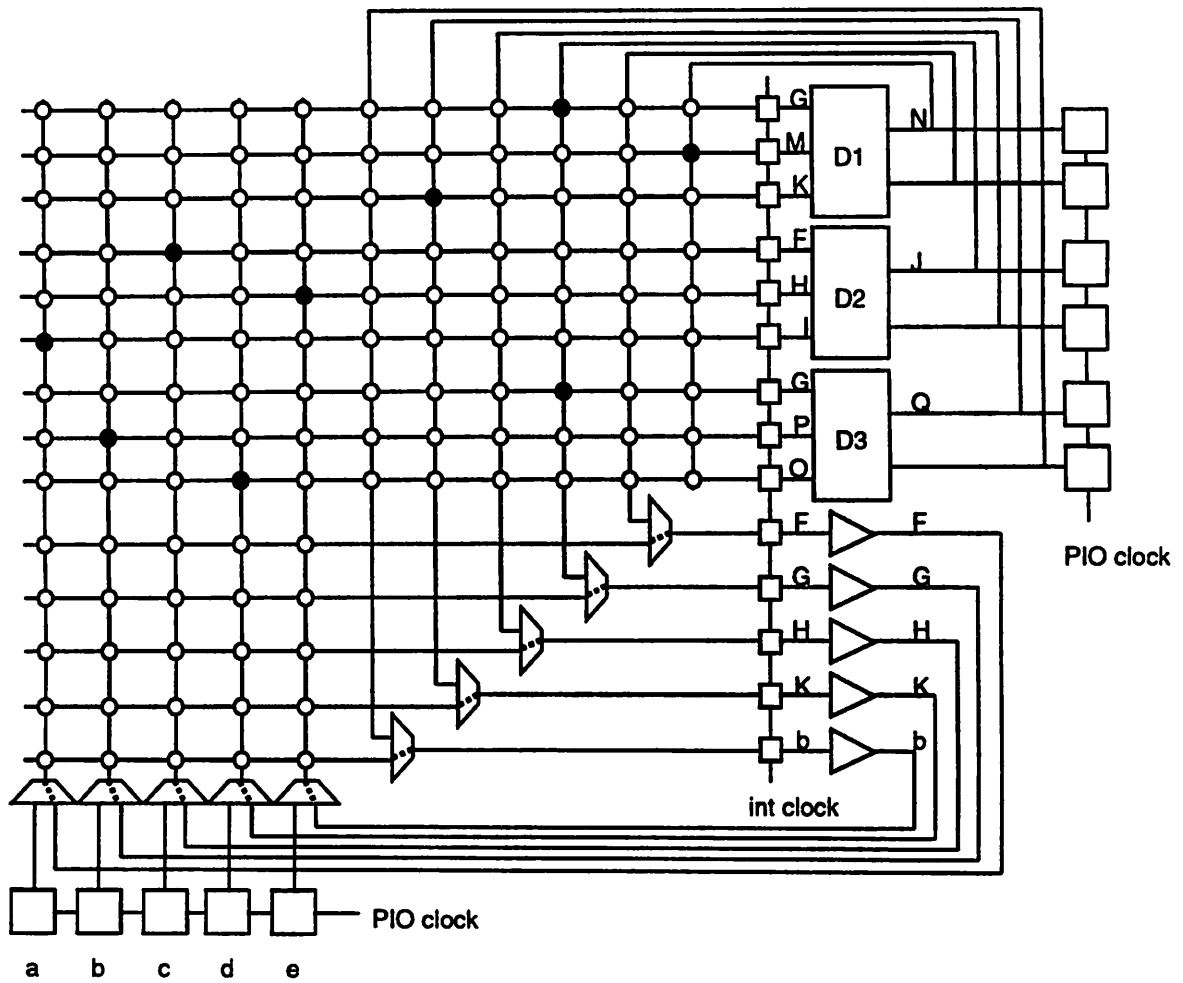 G
N
M
D1
K
F
J
H
D2
I
G
Q
P
D3
O
F F
PIO clock
G G
H H
K K
b b
int clock
PIO clock
a b c d e